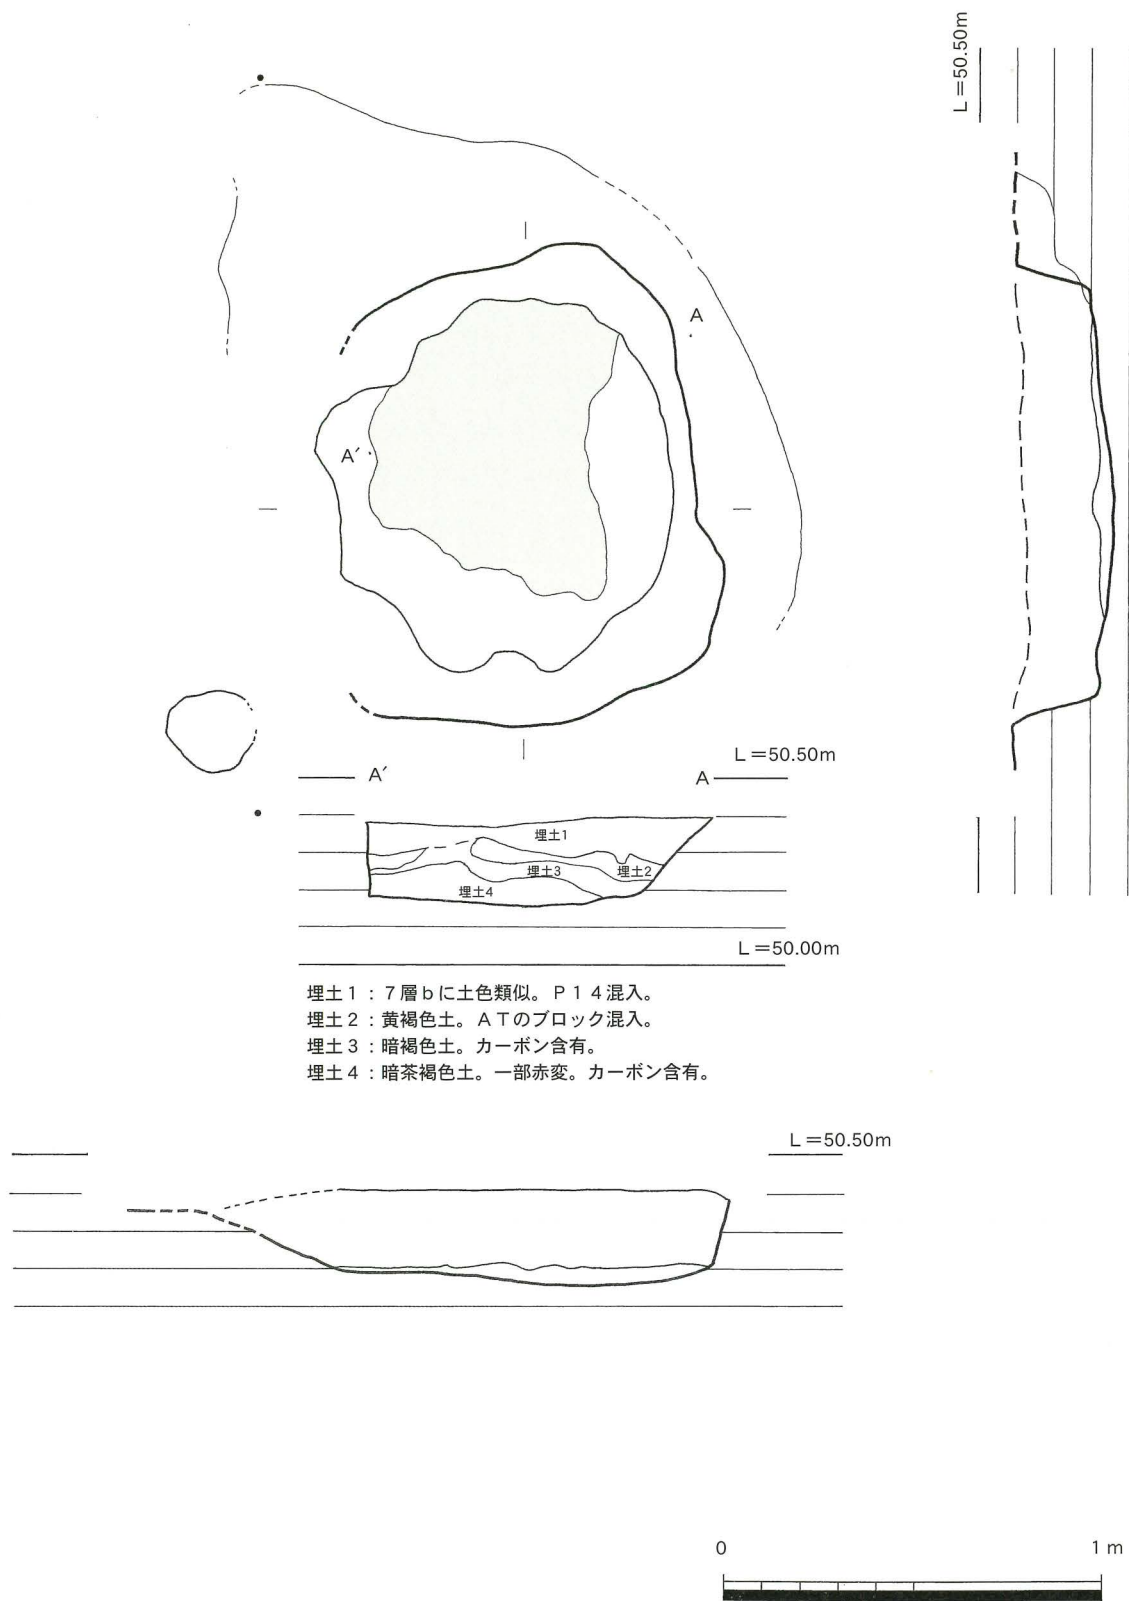 L=50.50m
A
A′
L=50.50m
A′
A
埋土1
埋土2
埋土3
埋土4
L=50.00m
埋土1：7層bに土色類似。P14混入。
埋土2：黄褐色土。ATのブロック混入。
埋土3：暗褐色土。カーボン含有。
埋土4：暗茶褐色土。一部赤変。カーボン含有。
L=50.50m
0
1m